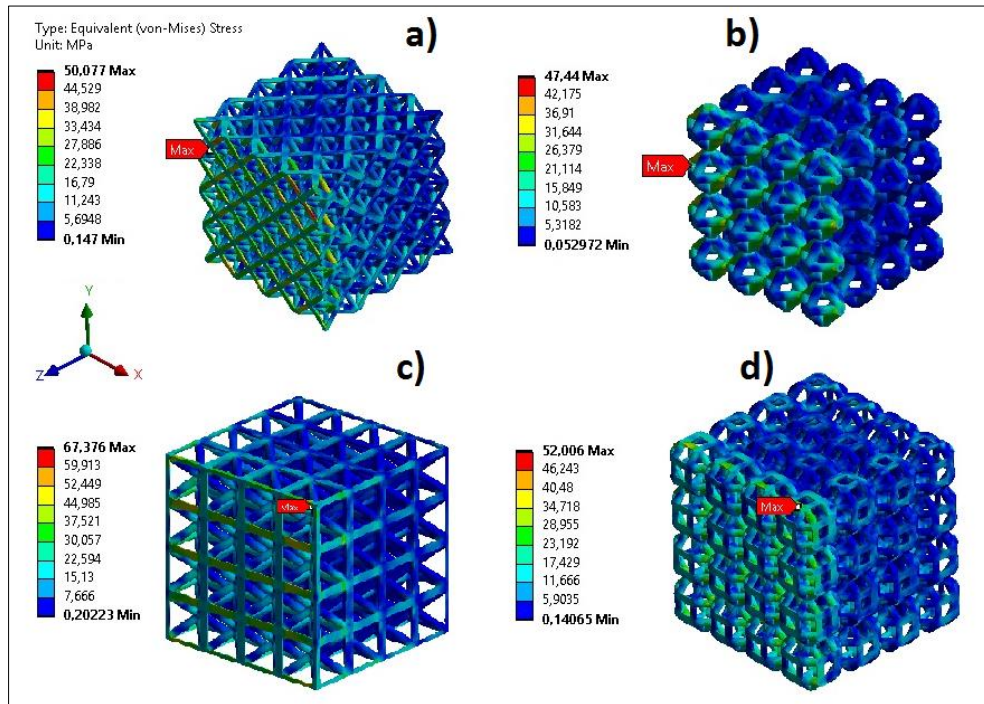 Type: Equivalent (von-Mises) Stress
Unit: MPa
a)
50,077 Max
44,529
38,982
33,434
27,886
22,338
16,79
11,243
5,6948
0,147 Min
Max
b)
47,44 Max
42,175
36,91
31,644
26,379
21,114
15,849
10,583
5,3182
0,052972 Min
Max
Y
Z
X
c)
67,376 Max
59,913
52,449
44,985
37,521
30,057
22,594
15,13
7,666
0,20223 Min
Max
d)
52,006 Max
46,243
40,48
34,718
28,955
23,192
17,429
11,666
5,9035
0,14065 Min
Max